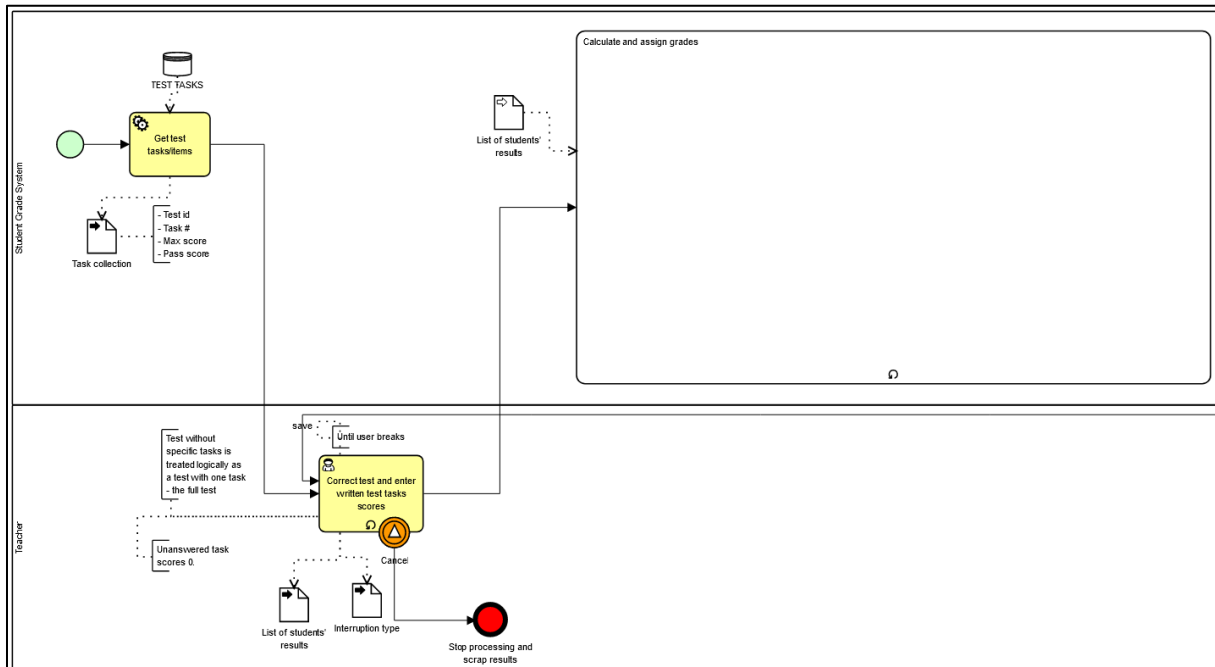 Student Grade System
TEST TASKS
Get test
tasks/items
- Test id
- Task #
- Max score
- Pass score
Task collection
List of students'
results
Calculate and assign grades
Teacher
Test without
specific tasks is
treated logically as
a test with one task
- the full test
Unanswered task
scores 0.
save
Until user breaks
Correct test and enter
written test tasks
scores
Cancel
List of students'
results
Interruption type
Stop processing and
scrap results